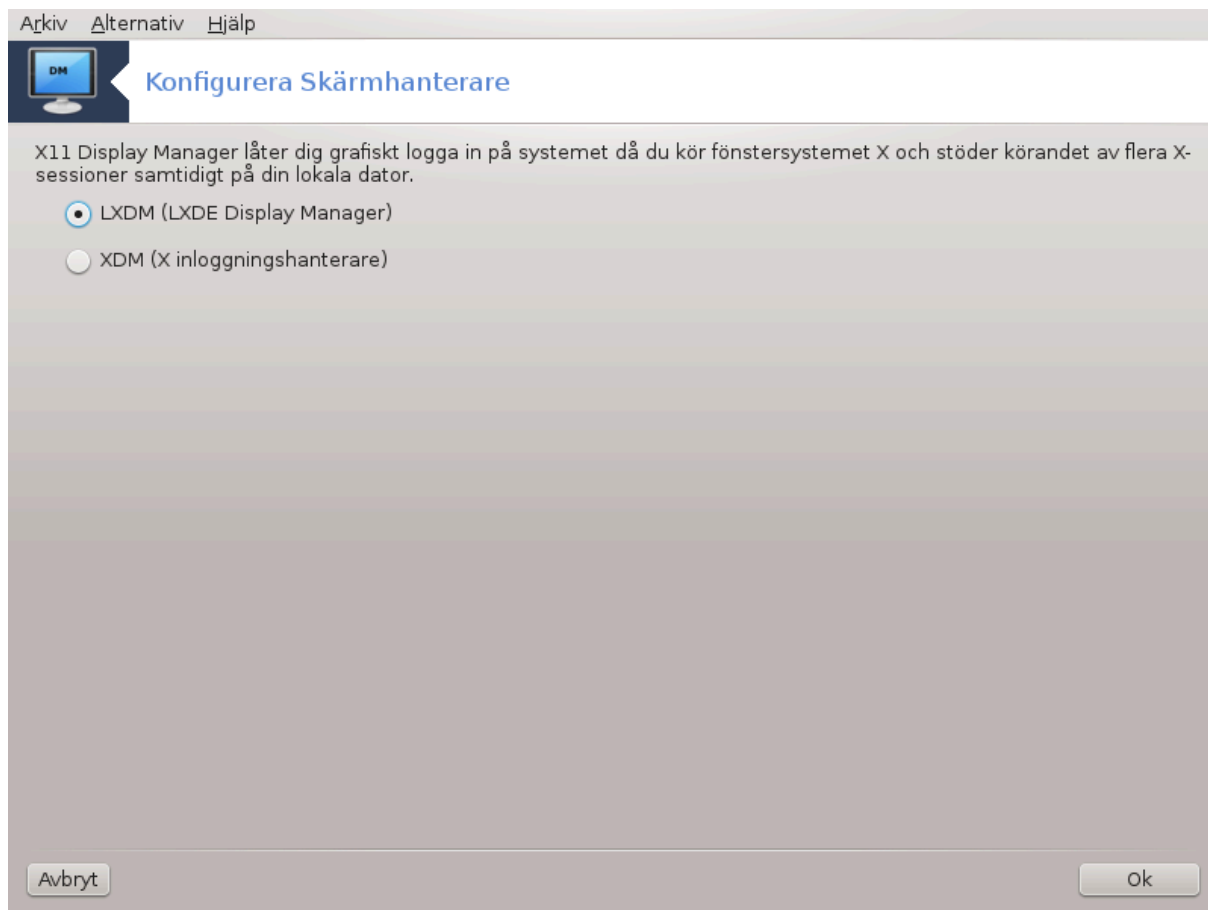 Arkiv Alternativ Hjälp
DM
Konfigurera Skärmhanterare
X11 Display Manager låter dig grafiskt logga in på systemet då du kör fönstersystemet X och stöder körandet av flera X-
sessioner samtidigt på din lokala dator.
LXDM (LXDE Display Manager)
XDM (X inloggningshanterare)
Avbryt Ok